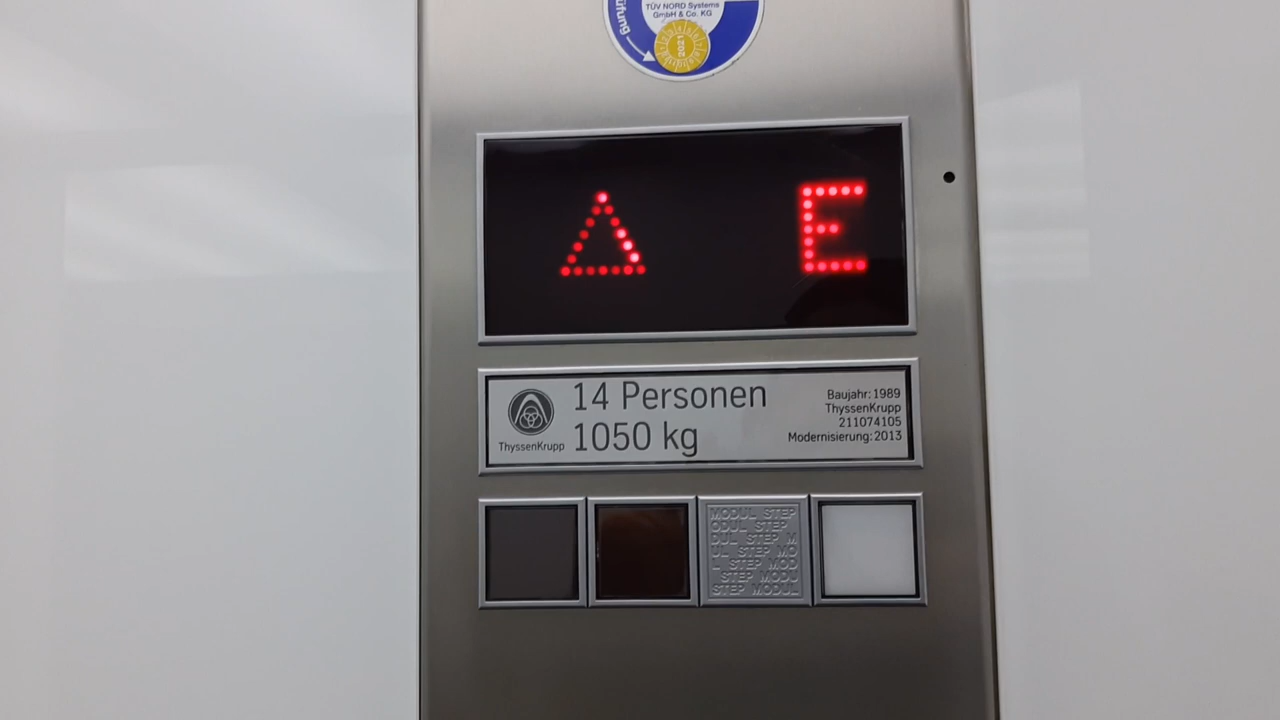 TÜV NORD Systems
GmbH & Co. KG
2021
E
14 Personen
1050 kg
ThyssenKrupp
Baujahr: 1989
ThyssenKrupp
211074105
Modernisierung: 2013
MODUL STEP
ODUL STEP
DUL STEP M
UL STEP MO
L STEP MOD
STEP MODU
STEP MODUL